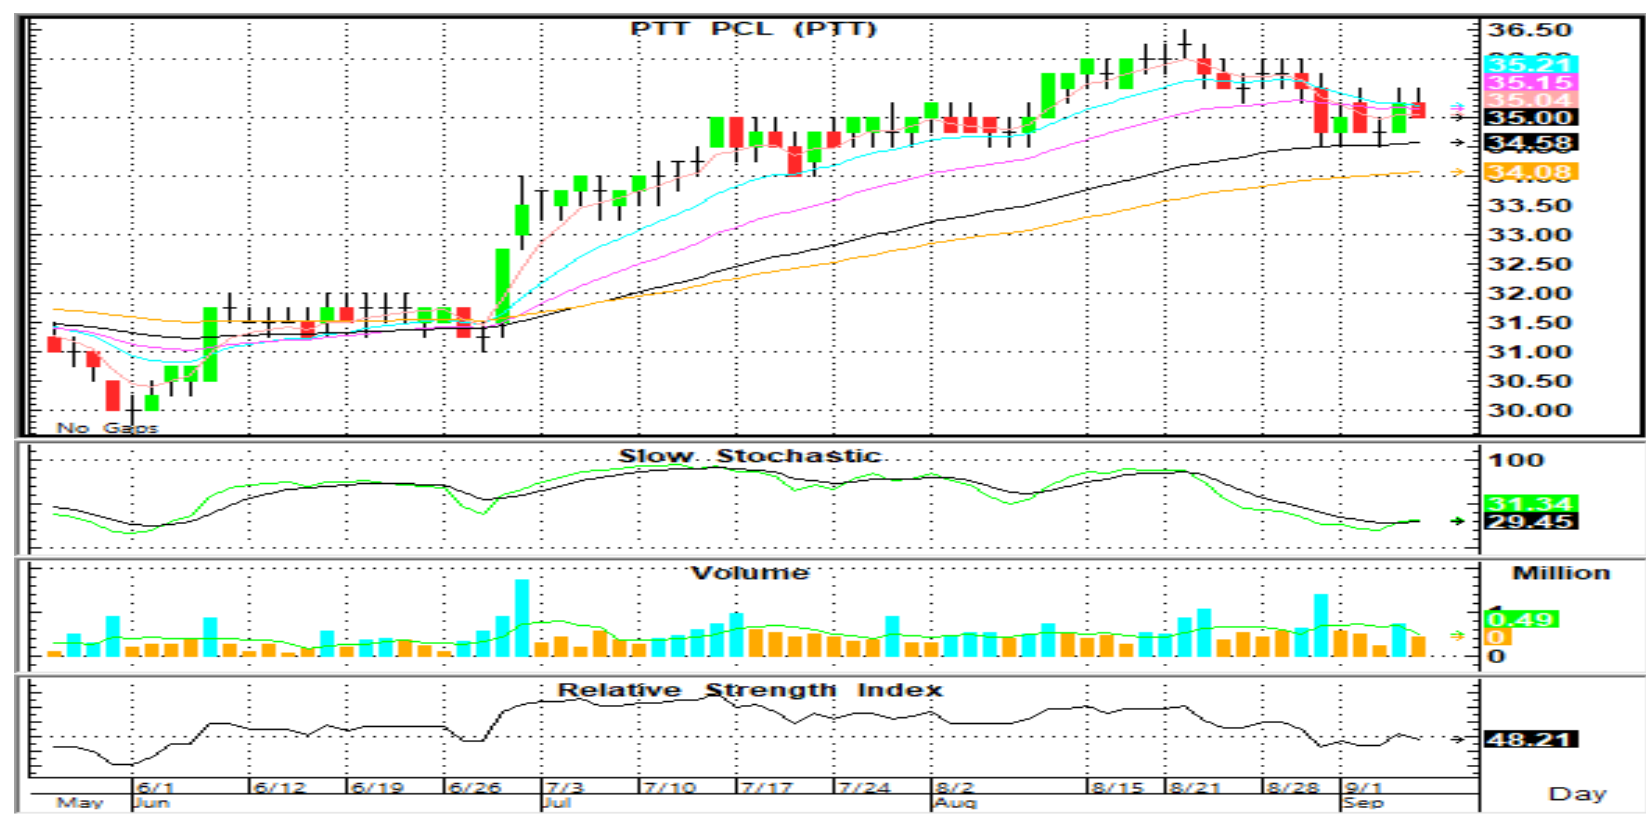 PTT PCL (PTT)
36.50
35.21
35.15
35.04
35.00
34.58
34.08
33.50
33.00
32.50
32.00
31.50
31.00
30.50
30.00
No Gaps
Slow Stochastic
100
31.34
29.45
Volume
Million
0.49
0
0
Relative Strength Index
48.21
6/1 6/12 6/19 6/26 7/3 7/10 7/17 7/24 8/2 8/15 8/21 8/28 9/1
May Jun Jul Aug Sep
Day